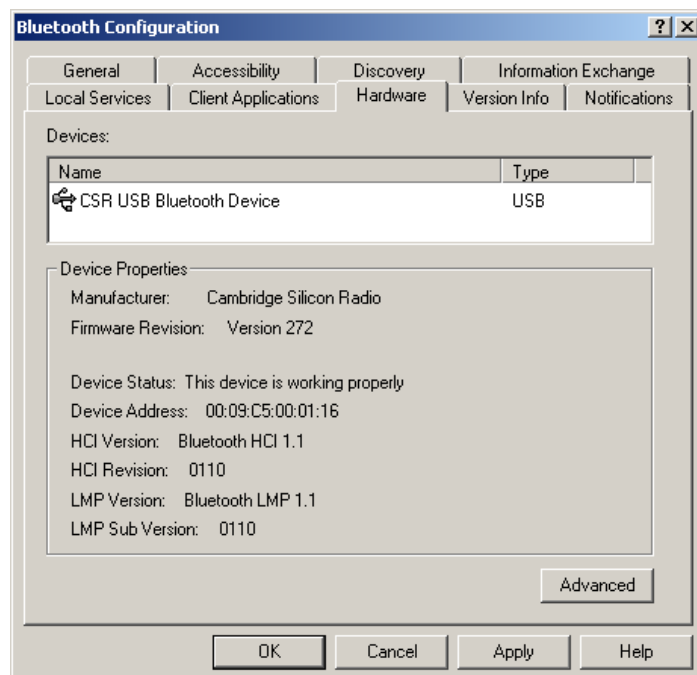 Bluetooth Configuration
General Accessibility Discovery Information Exchange
Local Services Client Applications Hardware Version Info Notifications
Devices:
Name Type
CSR USB Bluetooth Device USB
Device Properties
Manufacturer: Cambridge Silicon Radio
Firmware Revision: Version 272
Device Status: This device is working properly
Device Address: 00:09:C5:00:01:16
HCI Version: Bluetooth HCI 1.1
HCI Revision: 0110
LMP Version: Bluetooth LMP 1.1
LMP Sub Version: 0110
Advanced
OK Cancel Apply Help